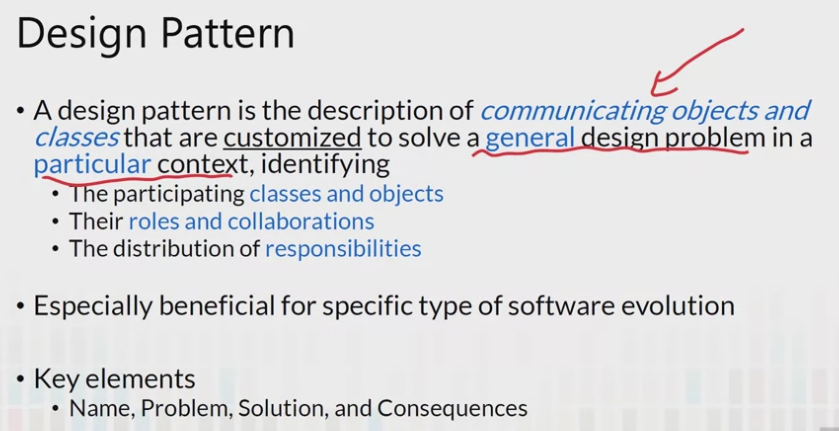 Design Pattern
• A design pattern is the description of communicating objects and
classes that are customized to solve a general design problem in a
particular context, identifying
• The participating classes and objects
• Their roles and collaborations
• The distribution of responsibilities
• Especially beneficial for specific type of software evolution
• Key elements
• Name, Problem, Solution, and Consequences